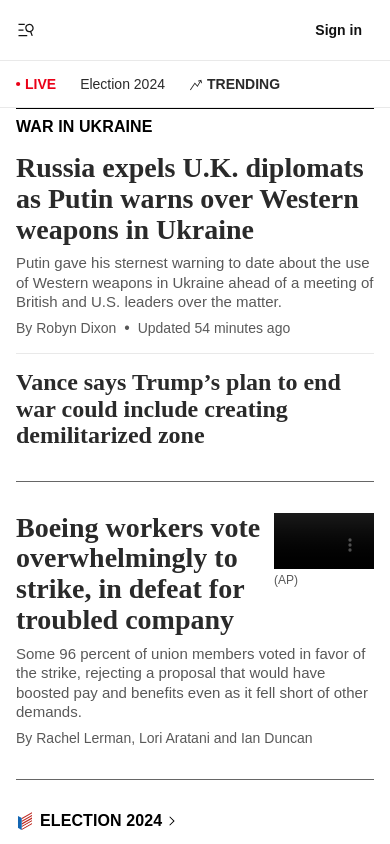 Sign in
• LIVE Election 2024 TRENDING
WAR IN UKRAINE
Russia expels U.K. diplomats
as Putin warns over Western
weapons in Ukraine
Putin gave his sternest warning to date about the use
of Western weapons in Ukraine ahead of a meeting of
British and U.S. leaders over the matter.
By Robyn Dixon • Updated 54 minutes ago
Vance says Trump’s plan to end
war could include creating
demilitarized zone
Boeing workers vote
overwhelmingly to
strike, in defeat for
troubled company
(AP)
Some 96 percent of union members voted in favor of
the strike, rejecting a proposal that would have
boosted pay and benefits even as it fell short of other
demands.
By Rachel Lerman, Lori Aratani and Ian Duncan
ELECTION 2024